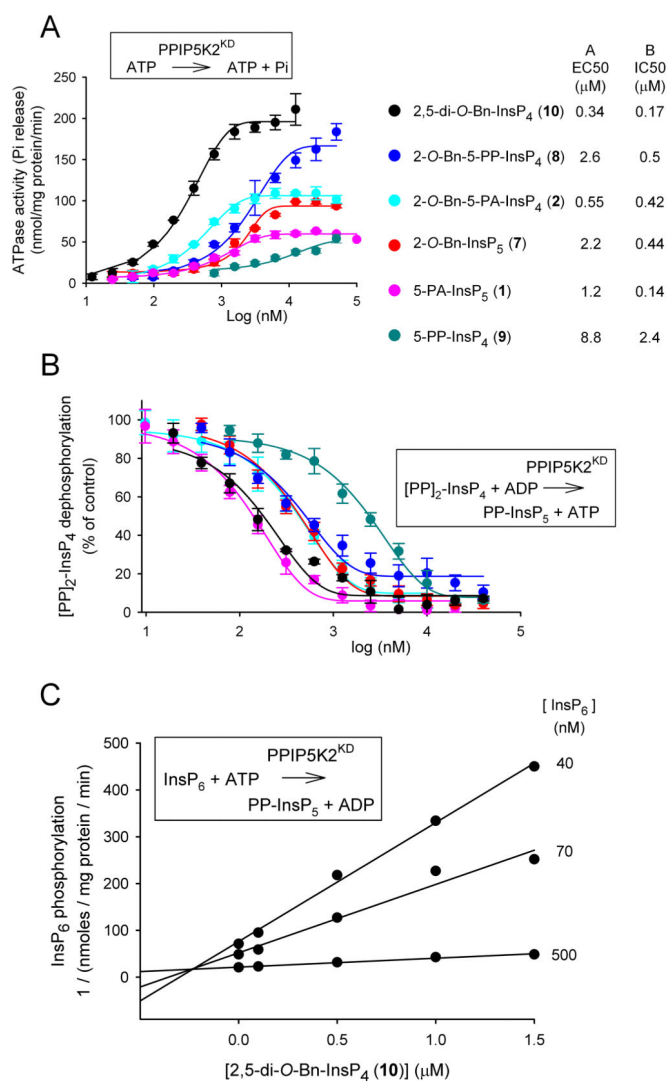 A
PPIP5K2KD
ATP → ATP + Pi
250
200
150
100
50
0
ATPase activity (Pi release)
(nmol/mg protein/min)
1 2 3 4 5
Log (nM)
A B
EC50 IC50
(μM) (μM)
2,5-di-O-Bn-InsP4 (10) 0.34 0.17
2-O-Bn-5-PP-InsP4 (8) 2.6 0.5
2-O-Bn-5-PA-InsP4 (2) 0.55 0.42
2-O-Bn-InsP5 (7) 2.2 0.44
5-PA-InsP5 (1) 1.2 0.14
5-PP-InsP4 (9) 8.8 2.4
B
100
80
60
40
20
0
[PP]2-InsP4 dephosphorylation
(% of control)
PPIP5K2KD
[PP]2-InsP4 + ADP →
PP-InsP5 + ATP
1 2 3 4 5
log (nM)
C
[ InsP6 ]
(nM)
500
400
300
200
100
0
InsP6 phosphorylation
1 / (nmoles / mg protein / min)
PPIP5K2KD
InsP6 + ATP →
PP-InsP5 + ADP
40
70
500
0.0 0.5 1.0 1.5
[2,5-di-O-Bn-InsP4 (10)] (μM)